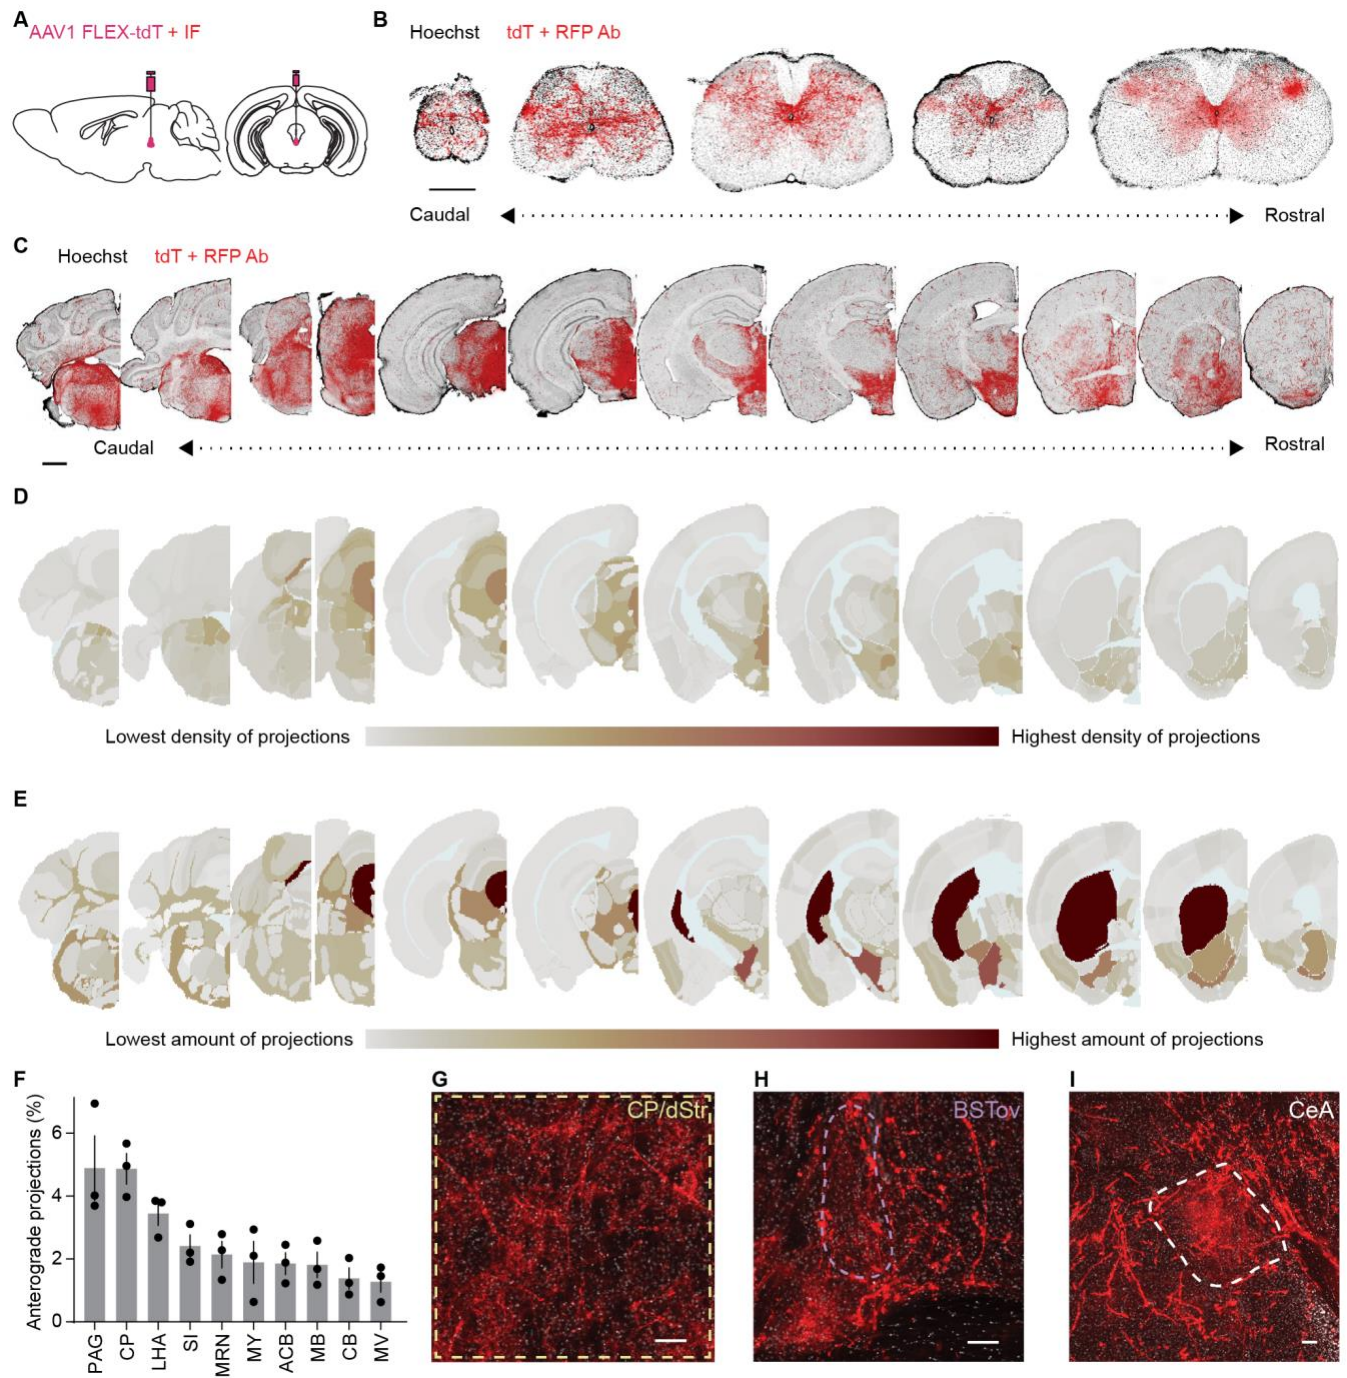 A
AAV1 FLEX-tdT + IF
B
Hoechst tdT + RFP Ab
Caudal Rostral
C
Hoechst tdT + RFP Ab
Caudal Rostral
D
Lowest density of projections Highest density of projections
E
Lowest amount of projections Highest amount of projections
F
Anterograde projections (%)
6
4
2
0
PAG CP LHA SI MRN MY ACB MB CB MV
G
CP/dStr
H
BSTov
I
CeA